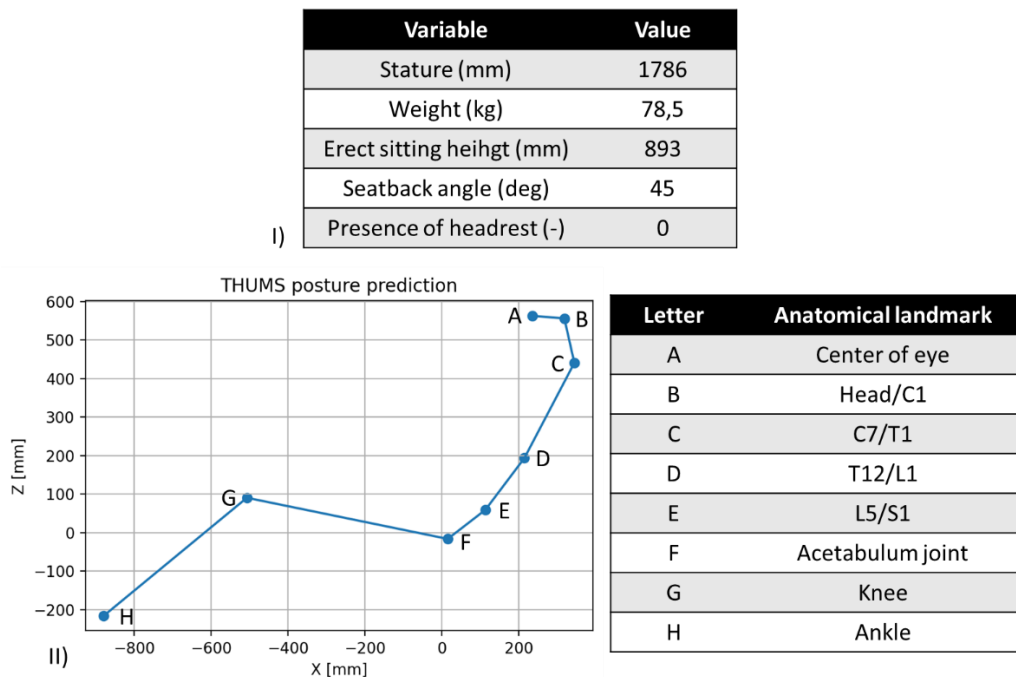 Variable Value
Stature (mm) 1786
Weight (kg) 78,5
Erect sitting heihgt (mm) 893
Seatback angle (deg) 45
Presence of headrest (-) 0
I)
THUMS posture prediction
600
500
400
300
200
100
0
−100
−200
Z [mm]
A
B
C
D
E
F
G
H
−800 −600 −400 −200 0 200
X [mm]
II)
Letter Anatomical landmark
A Center of eye
B Head/C1
C C7/T1
D T12/L1
E L5/S1
F Acetabulum joint
G Knee
H Ankle